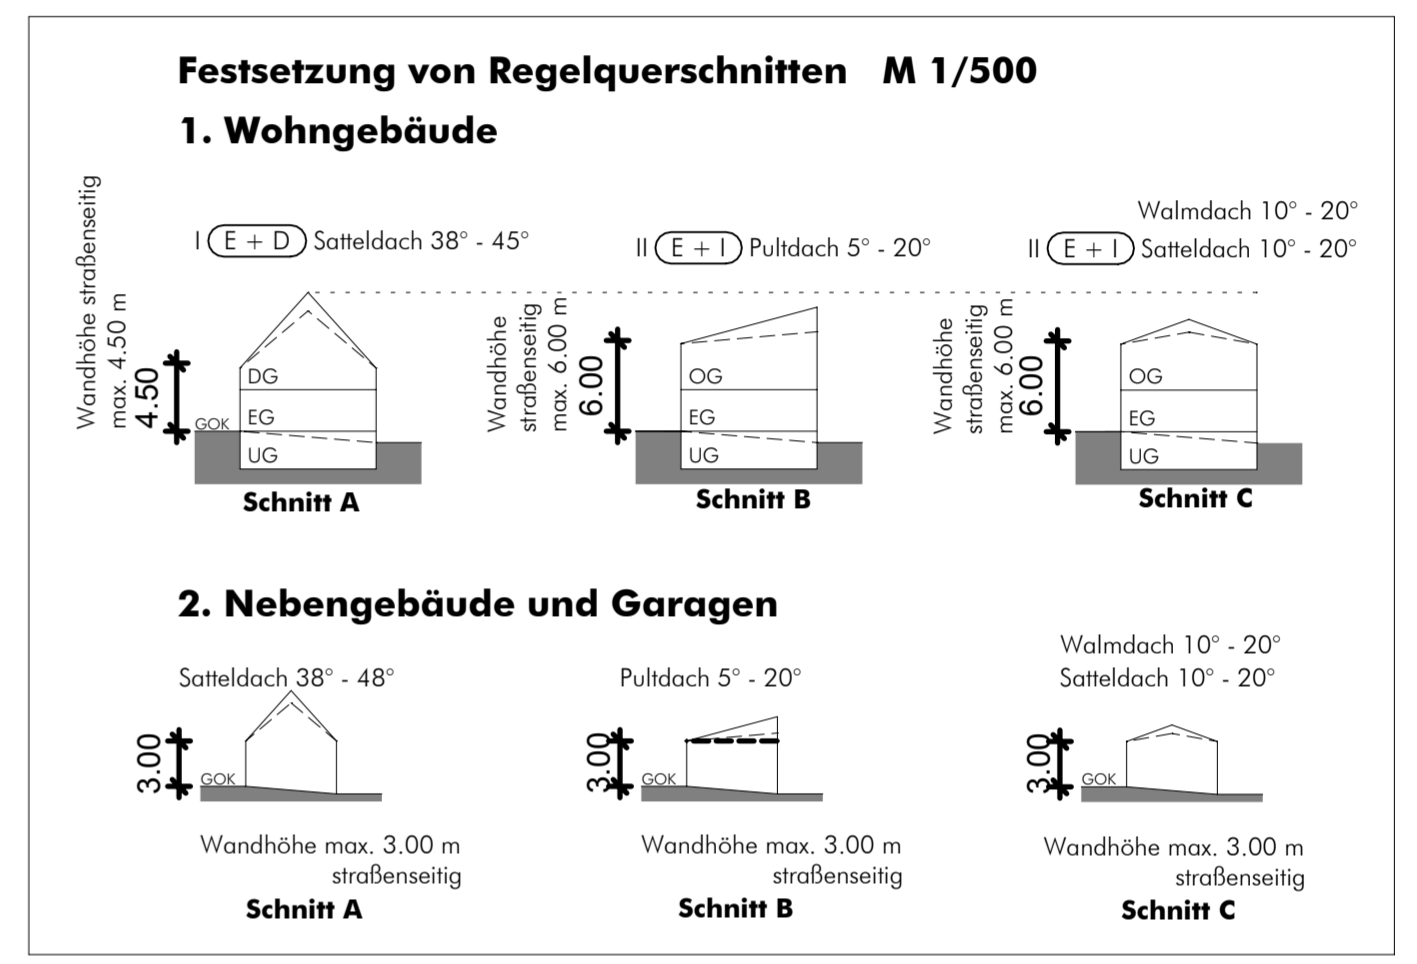 Festsetzung von Regelquerschnitten M 1/500
1. Wohngebäude
Wandhöhe straßenseitig
max. 4.50 m
4.50
I E + D Satteldach 38° - 45°
GOK
DG
EG
UG
Schnitt A
Wandhöhe
straßenseitig
max. 6.00 m
6.00
II E + I Pultdach 5° - 20°
OG
EG
UG
Schnitt B
Wandhöhe
straßenseitig
max. 6.00 m
6.00
Walmdach 10° - 20°
II E + I Satteldach 10° - 20°
OG
EG
UG
Schnitt C
2. Nebengebäude und Garagen
Satteldach 38° - 48°
3.00
GOK
Wandhöhe max. 3.00 m
straßenseitig
Schnitt A
Pultdach 5° - 20°
3.00
GOK
Wandhöhe max. 3.00 m
straßenseitig
Schnitt B
Walmdach 10° - 20°
Satteldach 10° - 20°
3.00
GOK
Wandhöhe max. 3.00 m
straßenseitig
Schnitt C